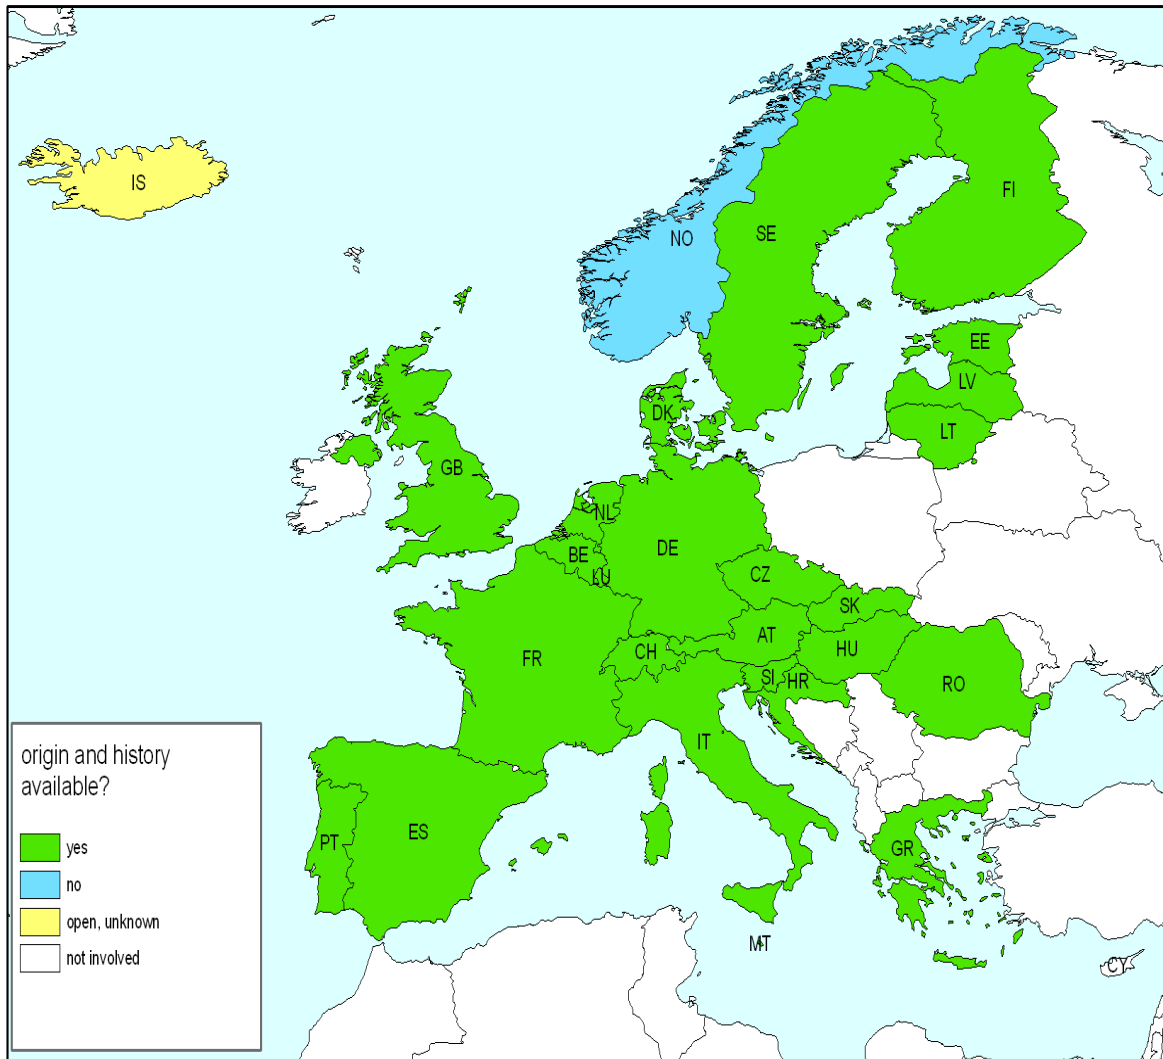 IS
FI
NO
SE
EE
LV
DK
LT
GB
NL
DE
BE
LU
CZ
SK
AT
HU
CH
FR
SI
HR
RO
IT
PT
ES
GR
MT
CY
origin and history
available?
yes
no
open, unknown
not involved